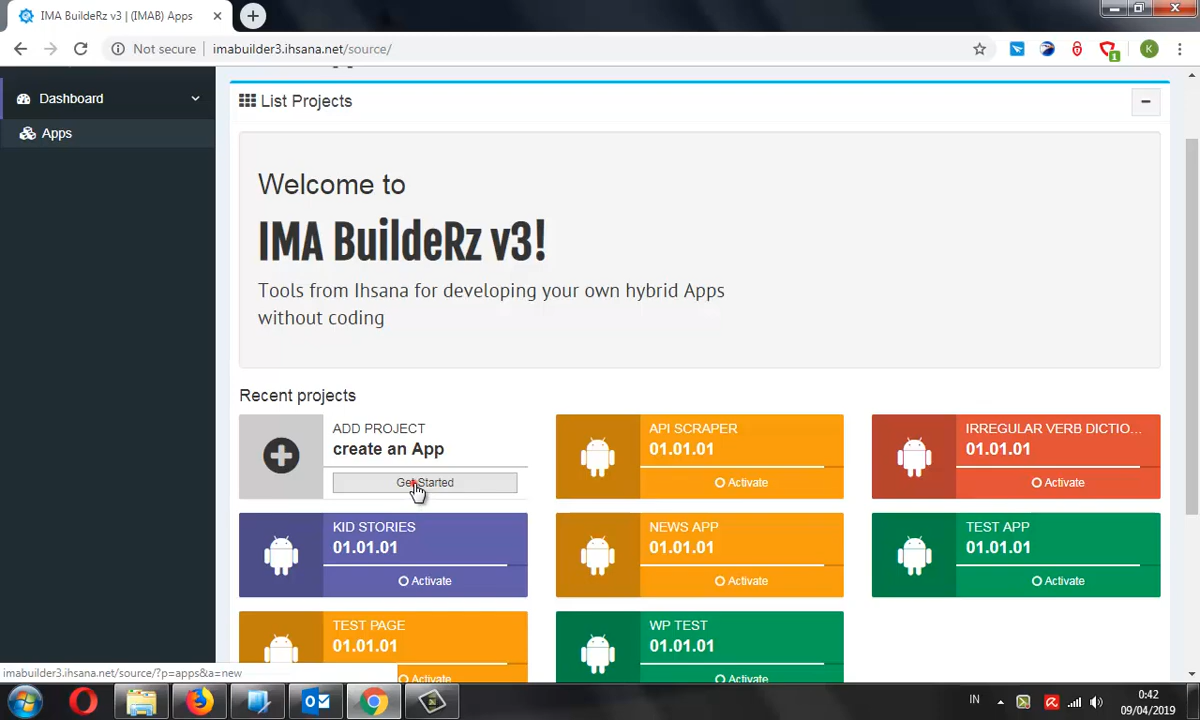 IMA BuildeRz v3 | (IMAB) Apps
Not secure
imabuilder3.ihsana.net/source/
K
1
Dashboard
Apps
List Projects
Welcome to
IMA BuildeRz v3!
Tools from Ihsana for developing your own hybrid Apps
without coding
Recent projects
ADD PROJECT
create an App
Get Started
API SCRAPER
01.01.01
Activate
IRREGULAR VERB DICTIO...
01.01.01
Activate
KID STORIES
01.01.01
Activate
NEWS APP
01.01.01
Activate
TEST APP
01.01.01
Activate
TEST PAGE
01.01.01
Activate
WP TEST
01.01.01
Activate
imabuilder3.ihsana.net/source/?p=apps&a=new
IN
0:42
09/04/2019